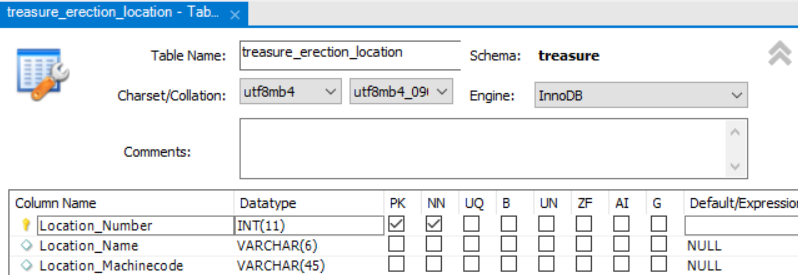 treasure_erection_location - Tab... ×
Table Name: treasure_erection_location Schema: treasure
Charset/Collation: utf8mb4 utf8mb4_09 Engine: InnoDB
Comments:
Column Name Datatype PK NN UQ B UN ZF AI G Default/Expression
Location_Number INT(11)
Location_Name VARCHAR(6) NULL
Location_Machinecode VARCHAR(45) NULL